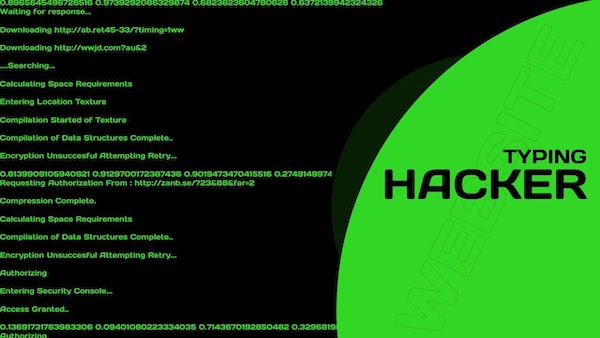 0.8965645496728516 0.9739292086329874 0.6823823604780626 0.6372139942324326
Waiting for response...
Downloading http://ab.ret45-33/?timing=1ww
Downloading http://wwjd.com?au&2
....Searching...
Calculating Space Requirements
Entering Location Texture
Compilation Started of Texture
Compilation of Data Structures Complete..
Encryption Unsuccesful Attempting Retry...
0.8139909105940921 0.9129700172387436 0.9019473470415516 0.2749149974
Requesting Authorization From : http://zanb.se/?23&88&far=2
Compression Complete.
Calculating Space Requirements
Compilation of Data Structures Complete..
Encryption Unsuccesful Attempting Retry...
Authorizing
Entering Security Console...
Access Granted..
0.13691731763983306 0.09401080223334035 0.7143670192850482 0.3296819
Authorizing
TYPING
HACKER
WEBSITE